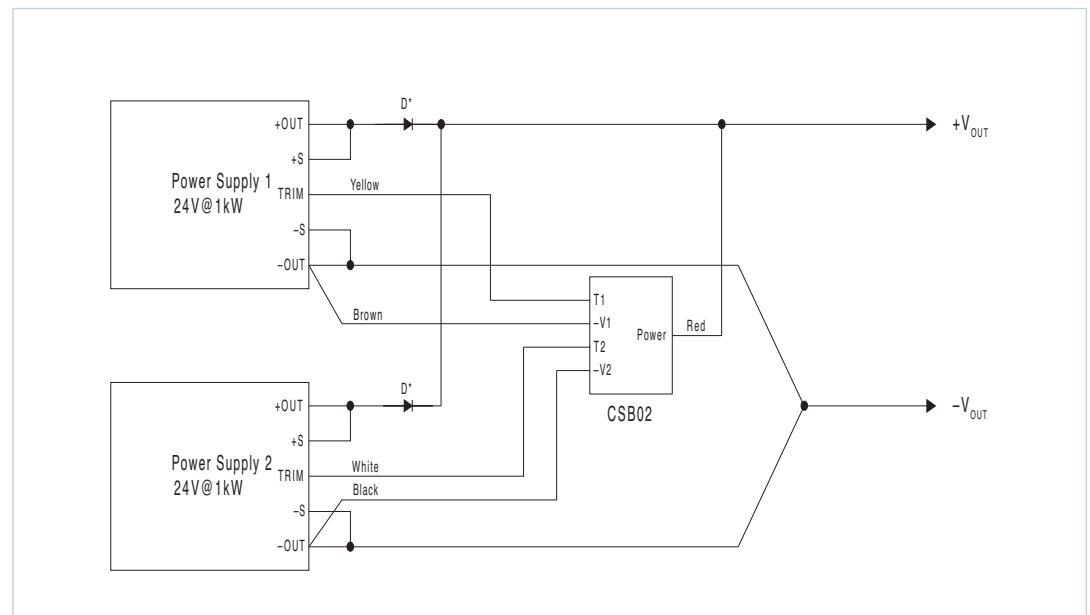 D*
+OUT
+V_OUT
+S
Power Supply 1
24V@1kW
TRIM
Yellow
–S
–OUT
T1
Brown
–V1
Power
Red
T2
–V2
D*
+OUT
CSB02
–V_OUT
+S
Power Supply 2
24V@1kW
TRIM
White
Black
–S
–OUT